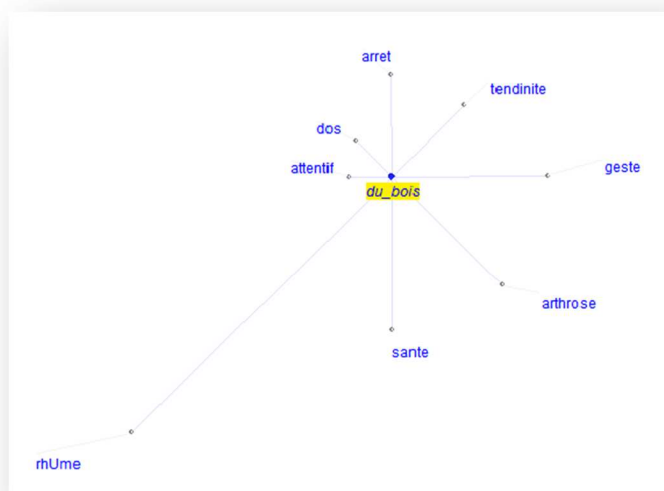 arret
tendinite
dos
attentif
geste
du_bois
arthrose
sante
rhUme